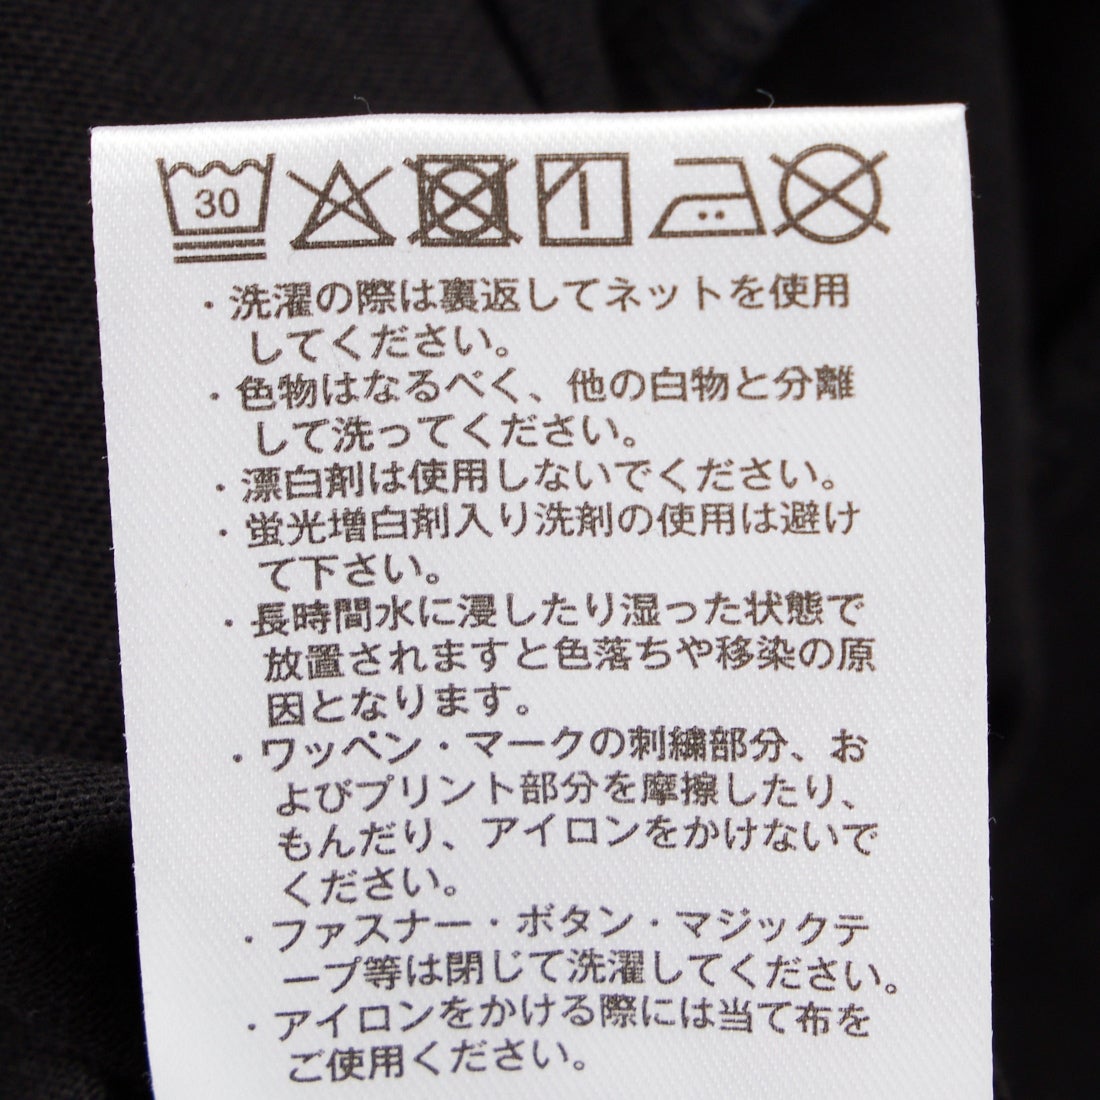 30
・洗濯の際は裏返してネットを使用
してください。
・色物はなるべく、他の白物と分離
して洗ってください。
・漂白剤は使用しないでください。
・蛍光増白剤入り洗剤の使用は避け
て下さい。
・長時間水に浸したり湿った状態で
放置されますと色落ちや移染の原
因となります。
・ワッペン・マークの刺繍部分、お
よびプリント部分を摩擦したり、
もんだり、アイロンをかけないで
ください。
・ファスナー・ボタン・マジックテ
ープ等は閉じて洗濯してください。
・アイロンをかける際には当て布を
ご使用ください。